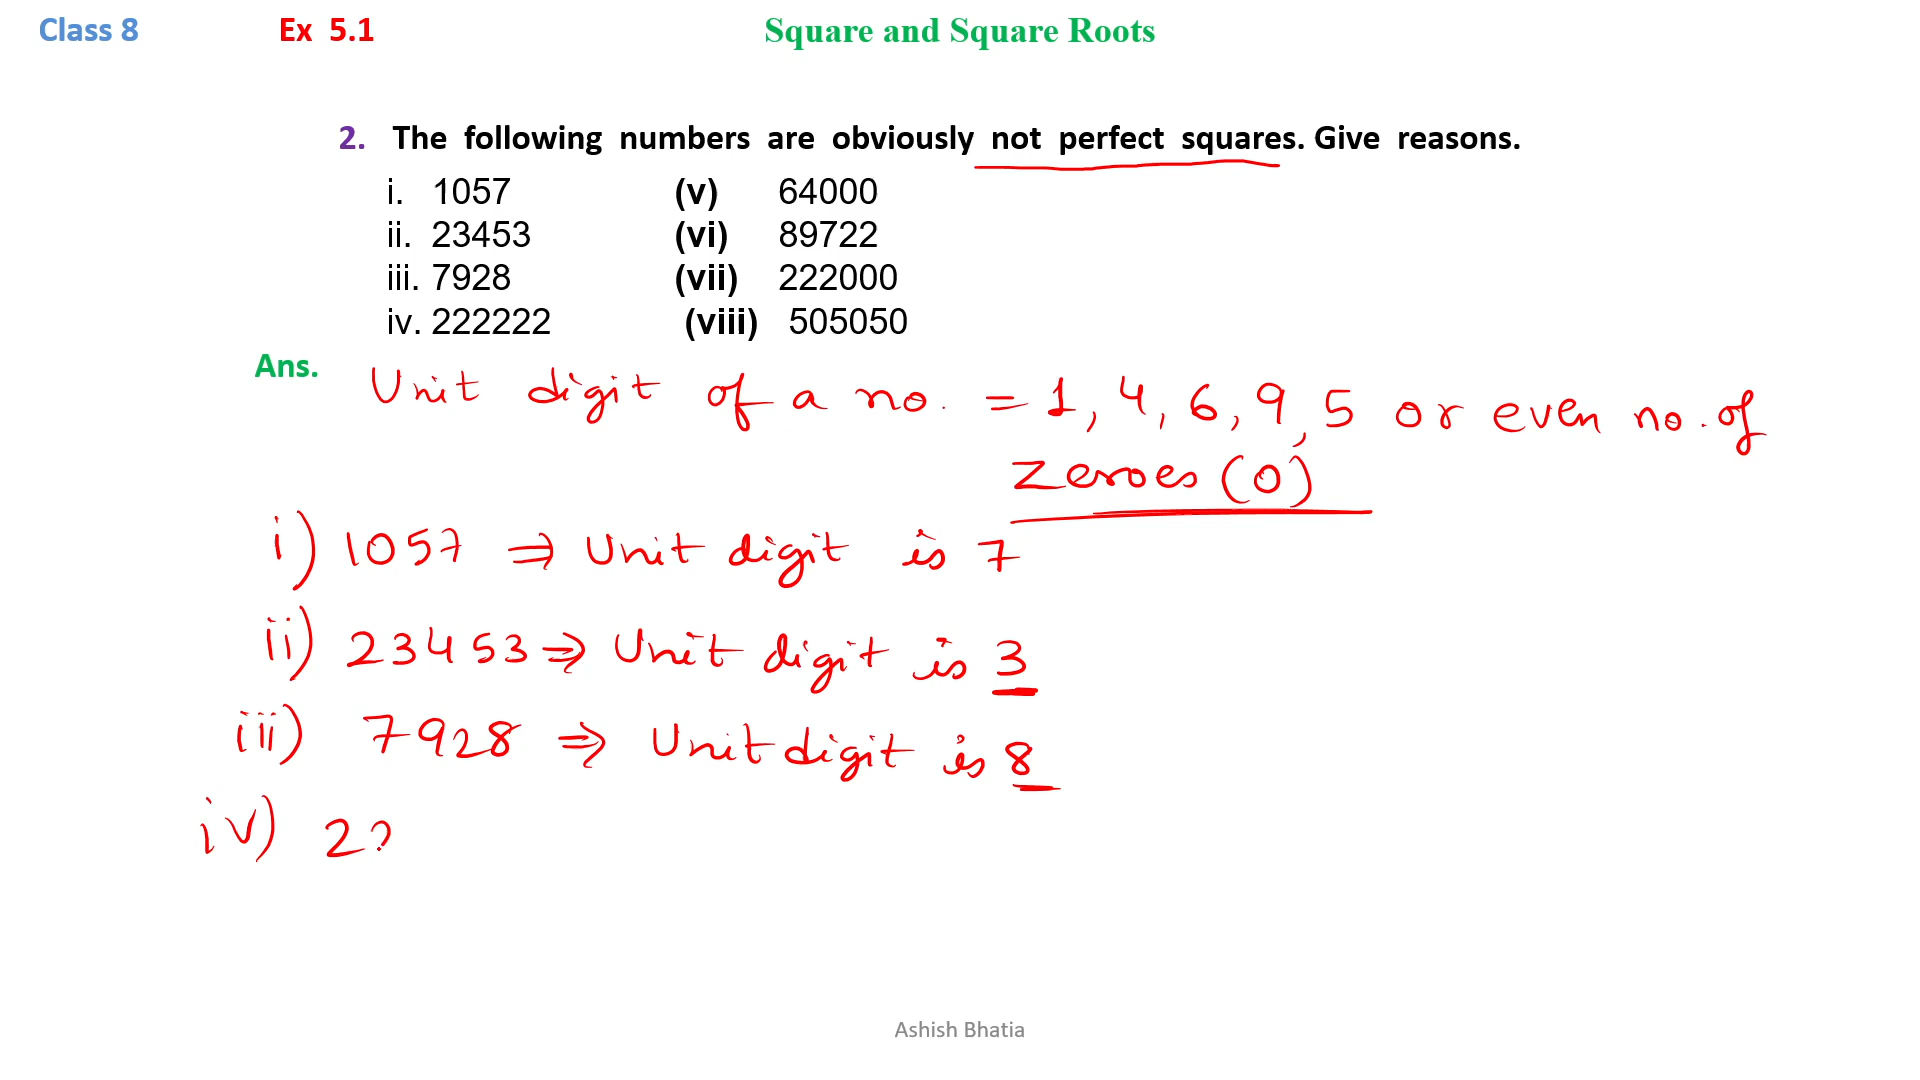 Class 8 Ex 5.1 Square and Square Roots
2. The following numbers are obviously not perfect squares. Give reasons.
i. 1057 (v) 64000
ii. 23453 (vi) 89722
iii. 7928 (vii) 222000
iv. 222222 (viii) 505050
Ans. Unit digit of a no. = 1, 4, 6, 9, 5 or even no. of
zeroes (0)
i) 1057 ⇒ Unit digit is 7
ii) 23453 ⇒ Unit digit is 3
iii) 7928 ⇒ Unit digit is 8
iv) 2
Ashish Bhatia